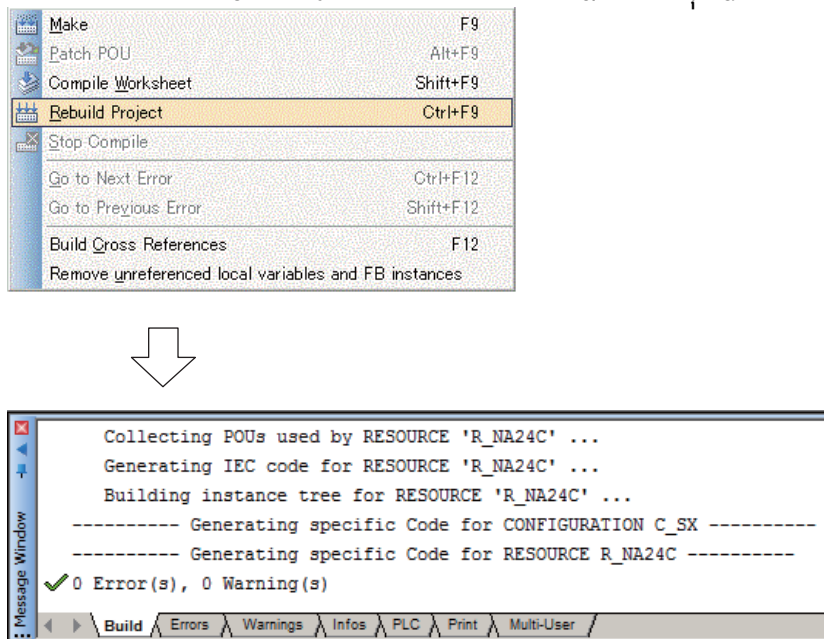 Make F9
Patch POU Alt+F9
Compile Worksheet Shift+F9
Rebuild Project Ctrl+F9
Stop Compile
Go to Next Error Ctrl+F12
Go to Previous Error Shift+F12
Build Cross References F12
Remove unreferenced local variables and FB instances
Collecting POUs used by RESOURCE 'R_NA24C' ...
Generating IEC code for RESOURCE 'R_NA24C' ...
Building instance tree for RESOURCE 'R_NA24C' ...
---------- Generating specific Code for CONFIGURATION C_SX ----------
---------- Generating specific Code for RESOURCE R_NA24C ----------
0 Error(s), 0 Warning(s)
Message Window
Build Errors Warnings Infos PLC Print Multi-User